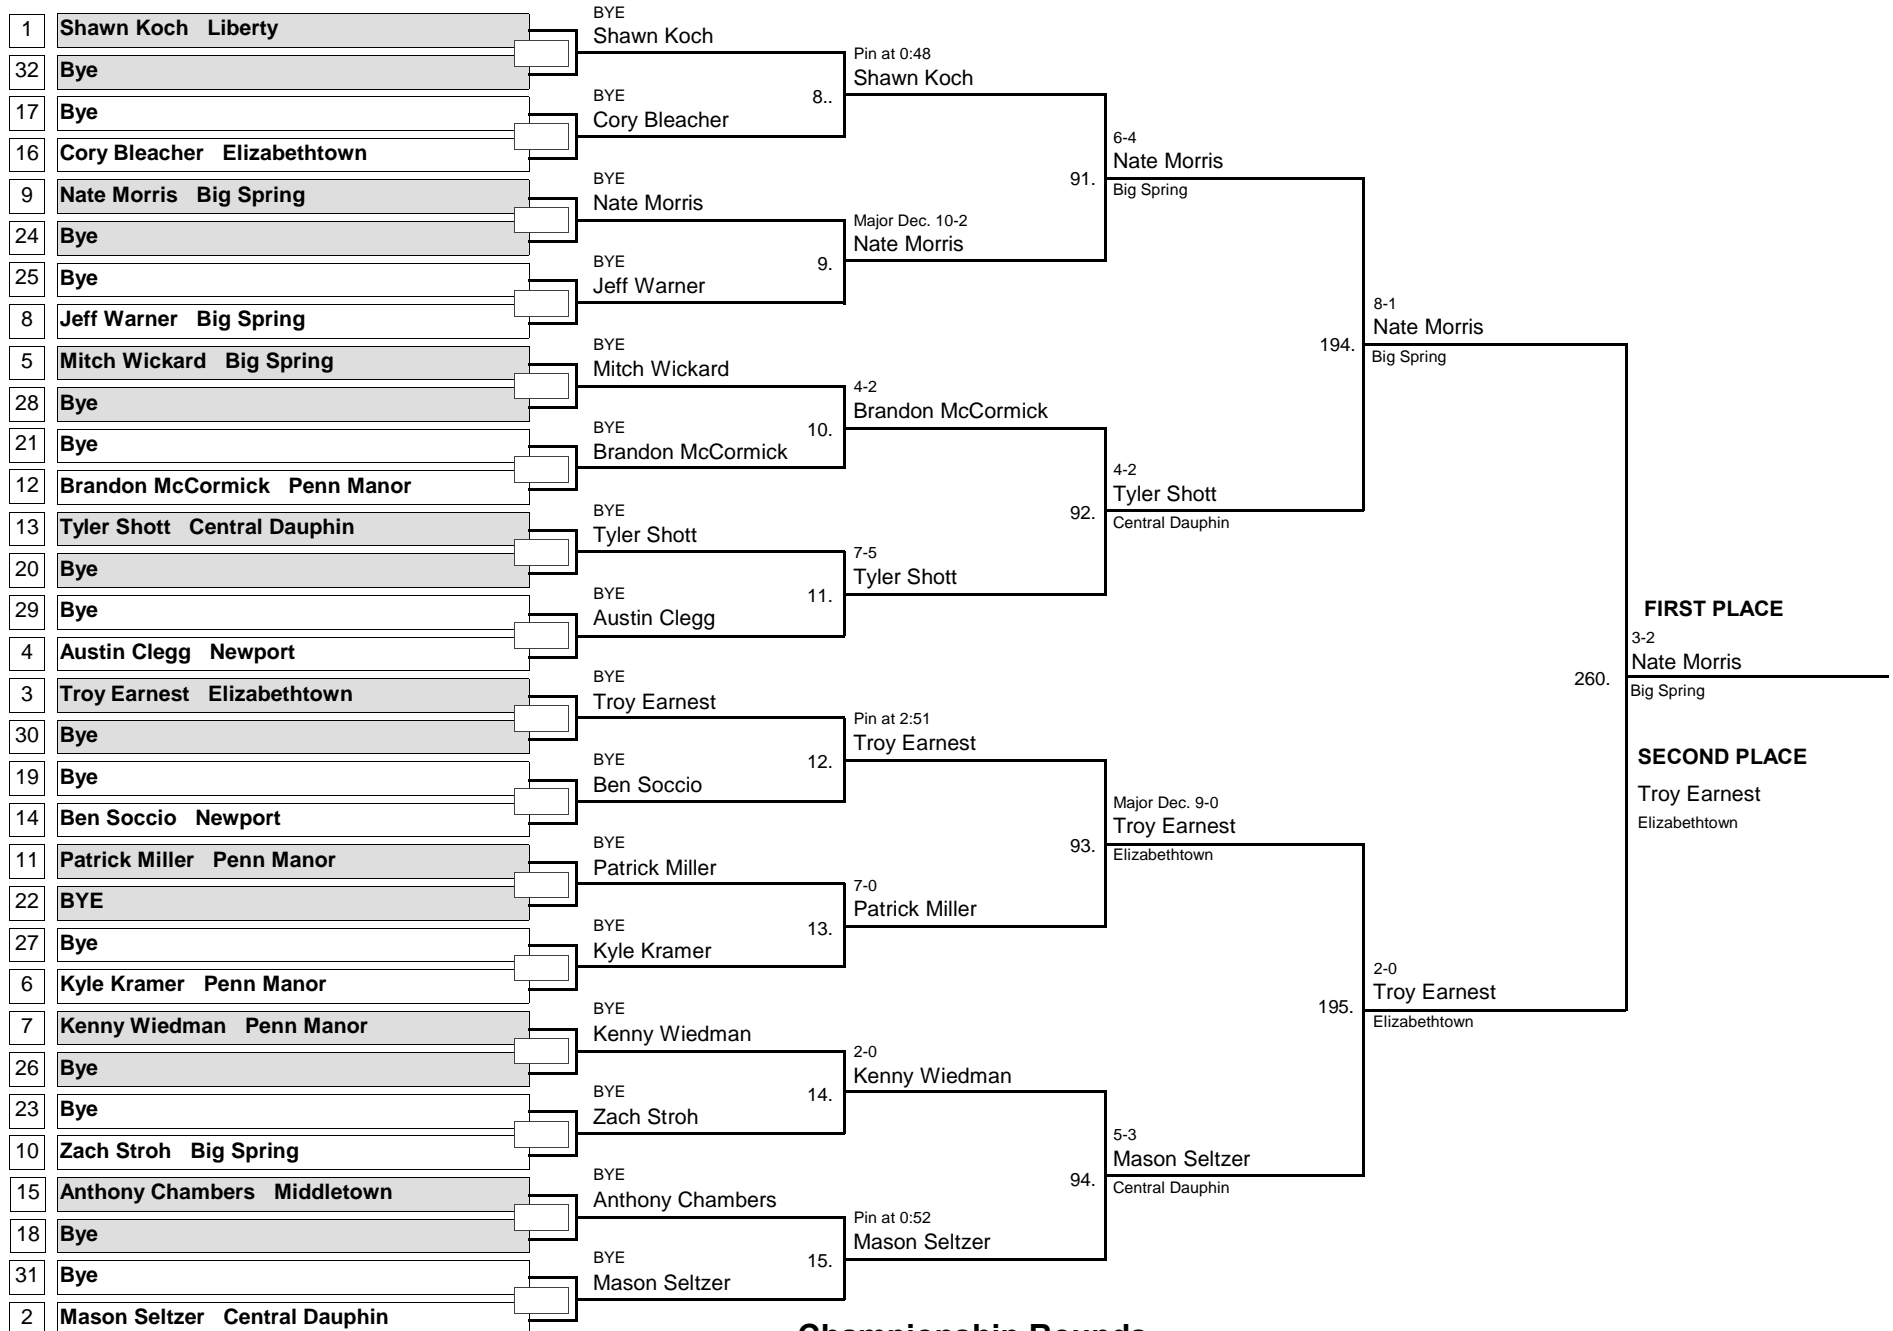 1 Shawn Koch Liberty
32 Bye
17 Bye
16 Cory Bleacher Elizabethtown
9 Nate Morris Big Spring
24 Bye
25 Bye
8 Jeff Warner Big Spring
5 Mitch Wickard Big Spring
28 Bye
21 Bye
12 Brandon McCormick Penn Manor
13 Tyler Shott Central Dauphin
20 Bye
29 Bye
4 Austin Clegg Newport
3 Troy Earnest Elizabethtown
30 Bye
19 Bye
14 Ben Soccio Newport
11 Patrick Miller Penn Manor
22 BYE
27 Bye
6 Kyle Kramer Penn Manor
7 Kenny Wiedman Penn Manor
26 Bye
23 Bye
10 Zach Stroh Big Spring
15 Anthony Chambers Middletown
18 Bye
31 Bye
2 Mason Seltzer Central Dauphin
BYE
Shawn Koch
BYE
8..
Cory Bleacher
BYE
Nate Morris
BYE
9.
Jeff Warner
BYE
Mitch Wickard
BYE
10.
Brandon McCormick
BYE
Tyler Shott
BYE
11.
Austin Clegg
BYE
Troy Earnest
BYE
12.
Ben Soccio
BYE
Patrick Miller
BYE
13.
Kyle Kramer
BYE
Kenny Wiedman
BYE
14.
Zach Stroh
BYE
Anthony Chambers
BYE
15.
Mason Seltzer
Pin at 0:48
Shawn Koch
91.
Major Dec. 10-2
Nate Morris
4-2
Brandon McCormick
92.
7-5
Tyler Shott
Pin at 2:51
Troy Earnest
93.
7-0
Patrick Miller
2-0
Kenny Wiedman
94.
Pin at 0:52
Mason Seltzer
6-4
Nate Morris
Big Spring
194.
4-2
Tyler Shott
Central Dauphin
Major Dec. 9-0
Troy Earnest
Elizabethtown
195.
5-3
Mason Seltzer
Central Dauphin
8-1
Nate Morris
Big Spring
260.
2-0
Troy Earnest
Elizabethtown
FIRST PLACE
3-2
Nate Morris
Big Spring
SECOND PLACE
Troy Earnest
Elizabethtown
Championship Rounds